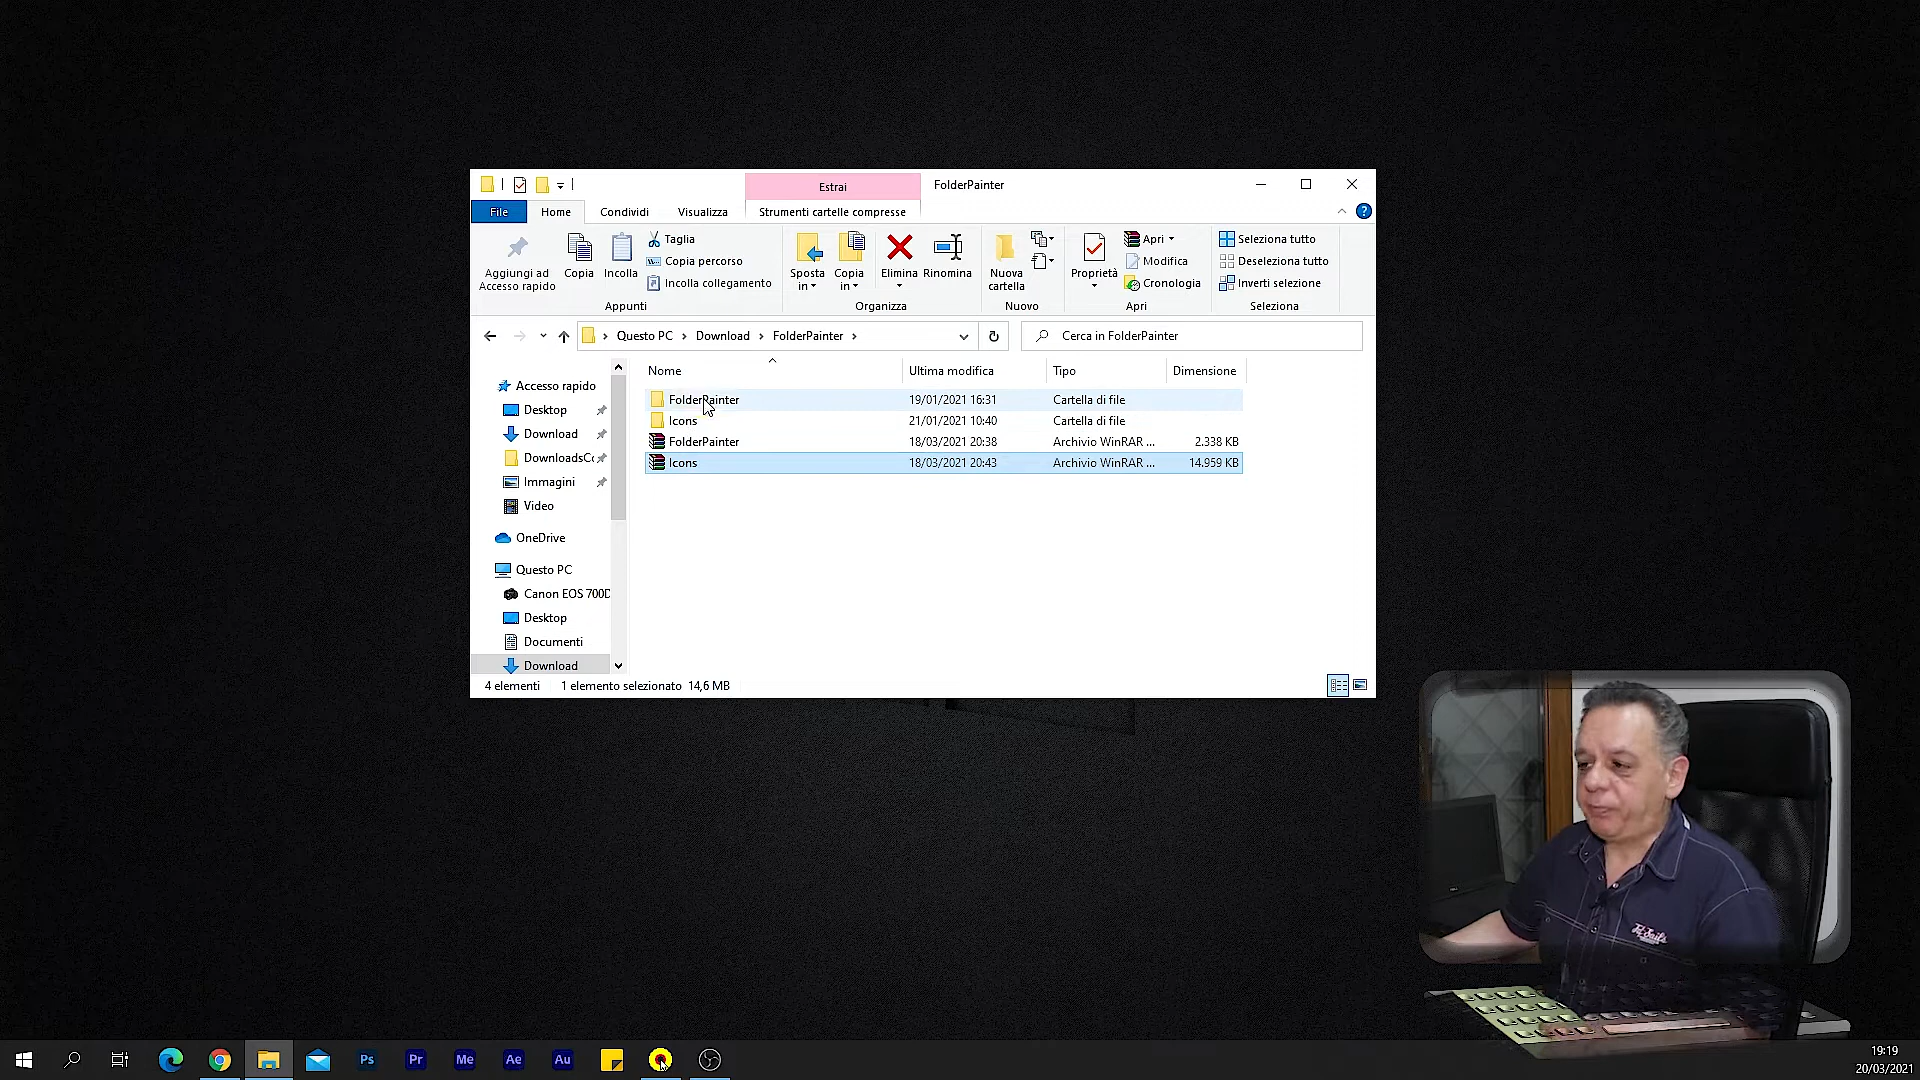 Estrai
FolderPainter
File
Home
Condividi
Visualizza
Strumenti cartelle compresse
Aggiungi ad
Accesso rapido
Copia
Incolla
Taglia
Copia percorso
Incolla collegamento
Appunti
Sposta
in
Copia
in
Elimina
Rinomina
Organizza
Nuova
cartella
Nuovo
Proprietà
Apri
Modifica
Cronologia
Apri
Seleziona tutto
Deseleziona tutto
Inverti selezione
Seleziona
Questo PC > Download > FolderPainter >
Cerca in FolderPainter
Nome Ultima modifica Tipo Dimensione
FolderPainter 19/01/2021 16:31 Cartella di file
Icons 21/01/2021 10:40 Cartella di file
FolderPainter 18/03/2021 20:38 Archivio WinRAR ... 2.338 KB
Icons 18/03/2021 20:43 Archivio WinRAR ... 14.959 KB
Accesso rapido
Desktop
Download
DownloadsCo
Immagini
Video
OneDrive
Questo PC
Canon EOS 700D
Desktop
Documenti
Download
4 elementi 1 elemento selezionato 14,6 MB
Ps
Pr
Me
Ae
Au
19:19
20/03/2021